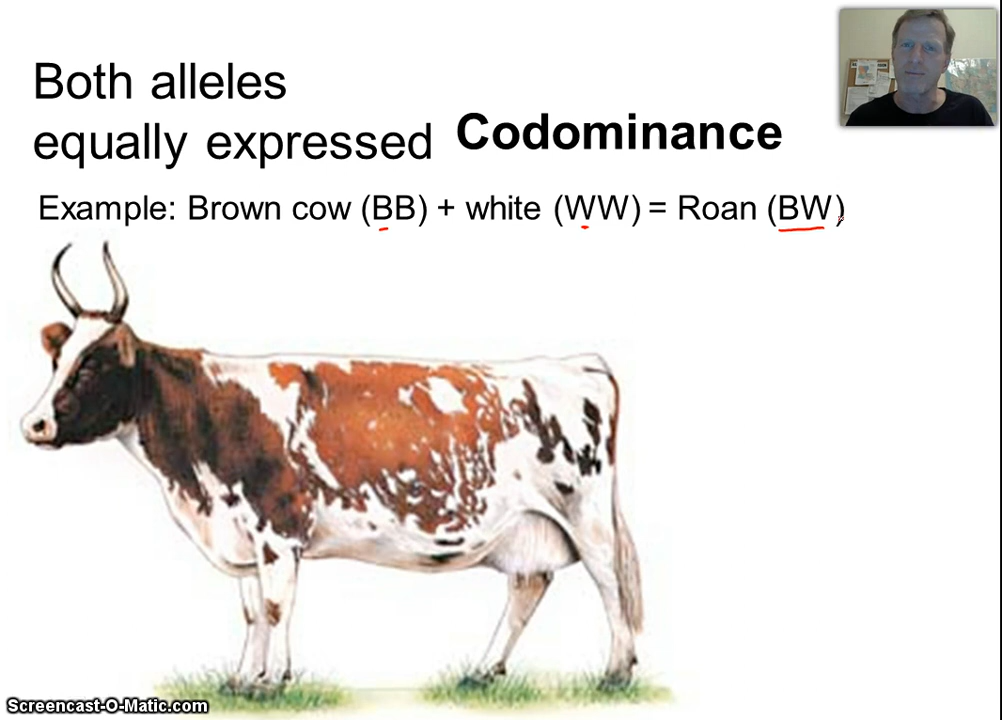 Both alleles
equally expressed Codominance
Example: Brown cow (BB) + white (WW) = Roan (BW)
Screencast-O-Matic.com